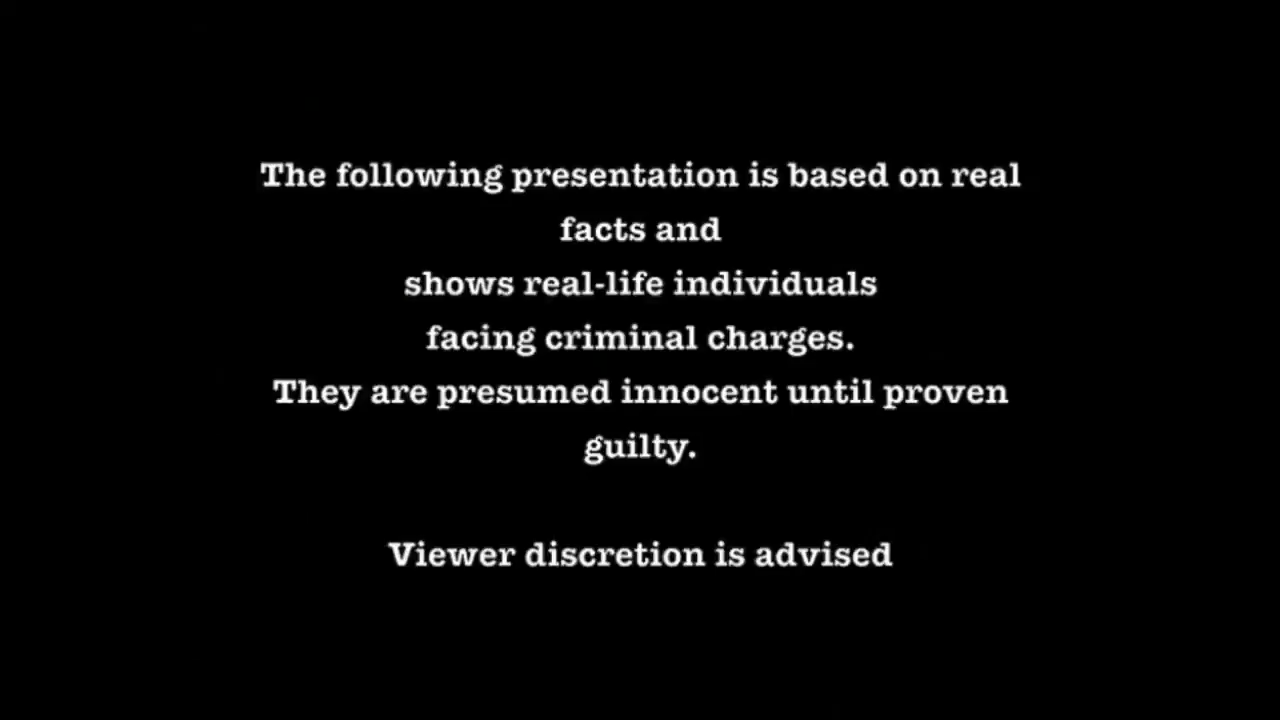 The following presentation is based on real
facts and
shows real-life individuals
facing criminal charges.
They are presumed innocent until proven
guilty.
Viewer discretion is advised